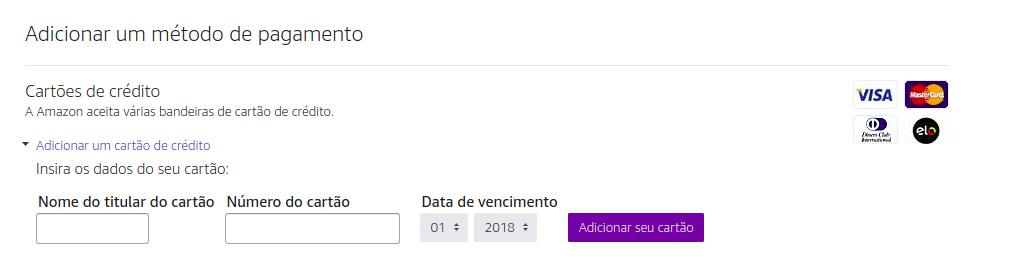 Adicionar um método de pagamento
Cartões de crédito
A Amazon aceita várias bandeiras de cartão de crédito.
VISA
MasterCard
Diners Club
International
elo
Adicionar um cartão de crédito
Insira os dados do seu cartão:
Nome do titular do cartão Número do cartão Data de vencimento
01 2018 Adicionar seu cartão